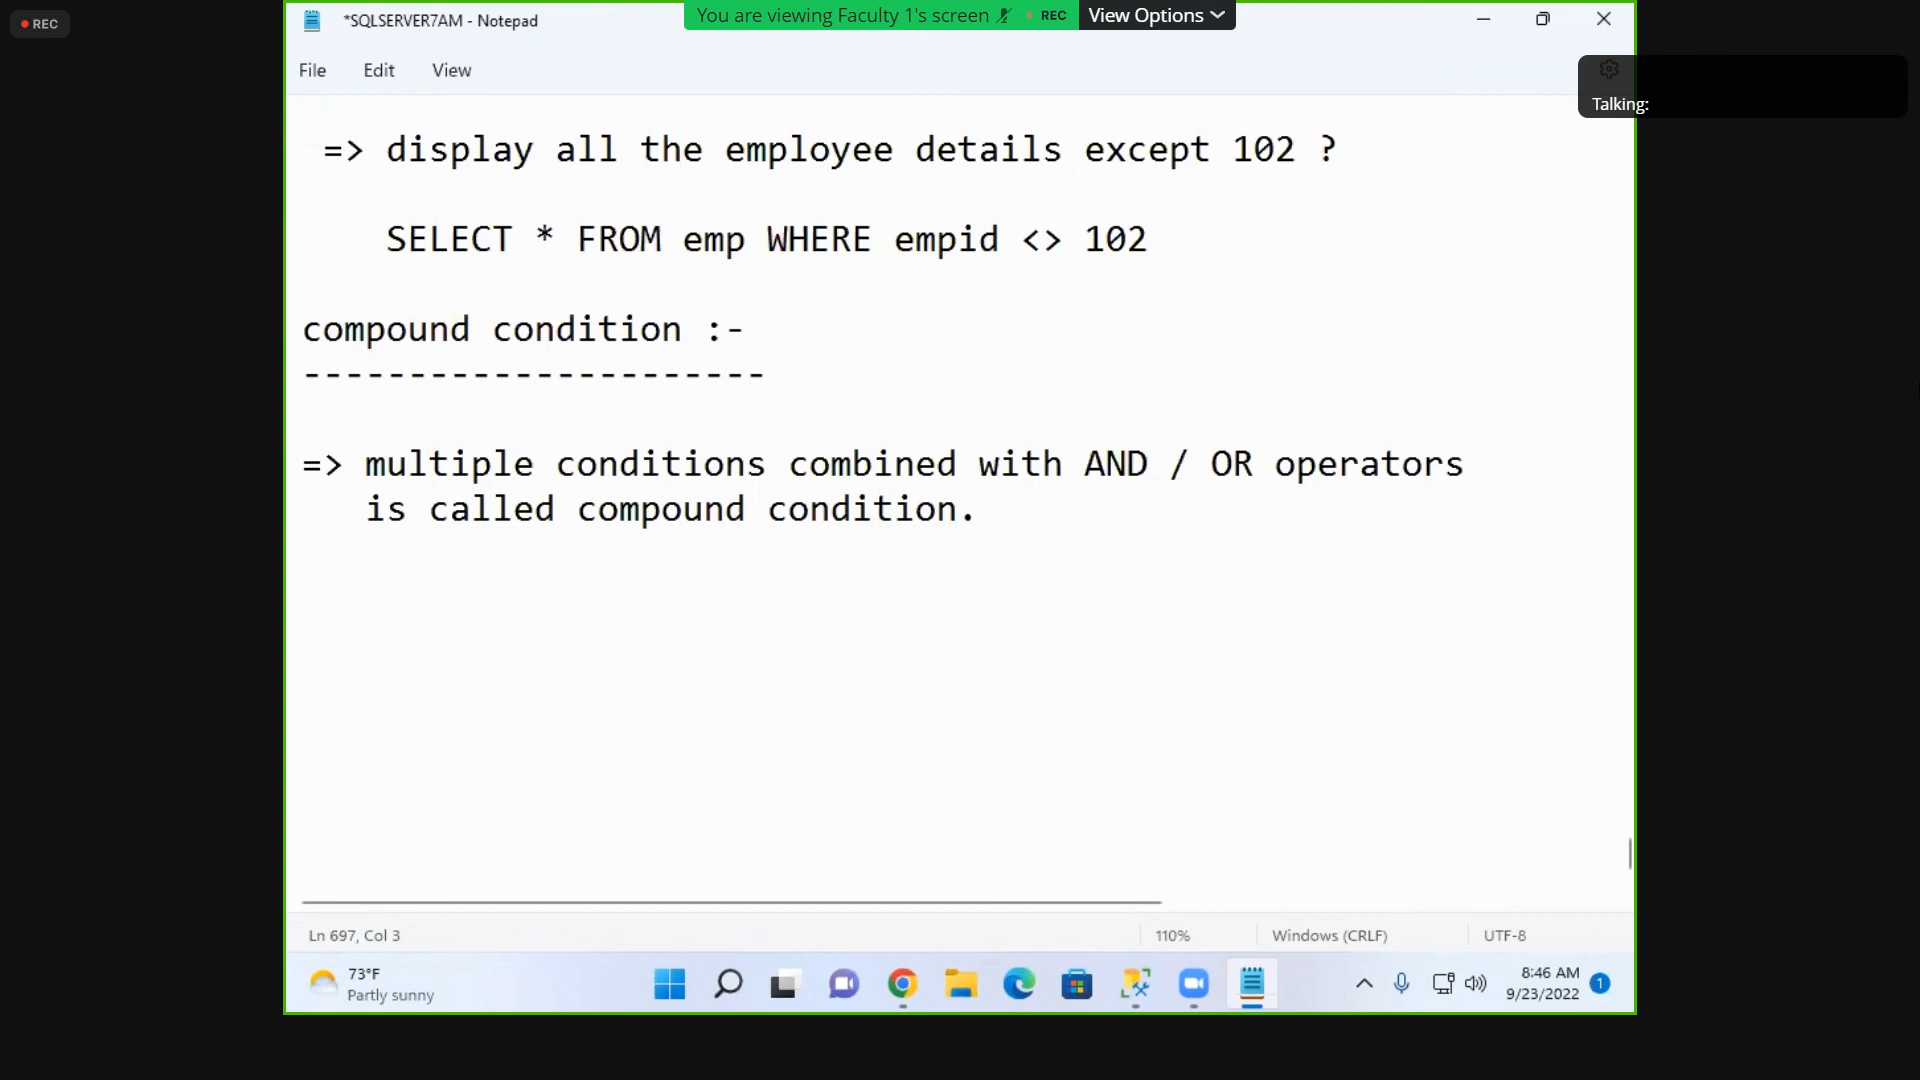 REC
*SQLSERVER7AM - Notepad
You are viewing Faculty 1's screen REC View Options
File Edit View
Talking:
=> display all the employee details except 102 ?
SELECT * FROM emp WHERE empid <> 102
compound condition :-
----------------------
=> multiple conditions combined with AND / OR operators
is called compound condition.
Ln 697, Col 3 110% Windows (CRLF) UTF-8
73°F
Partly sunny
8:46 AM
9/23/2022
1